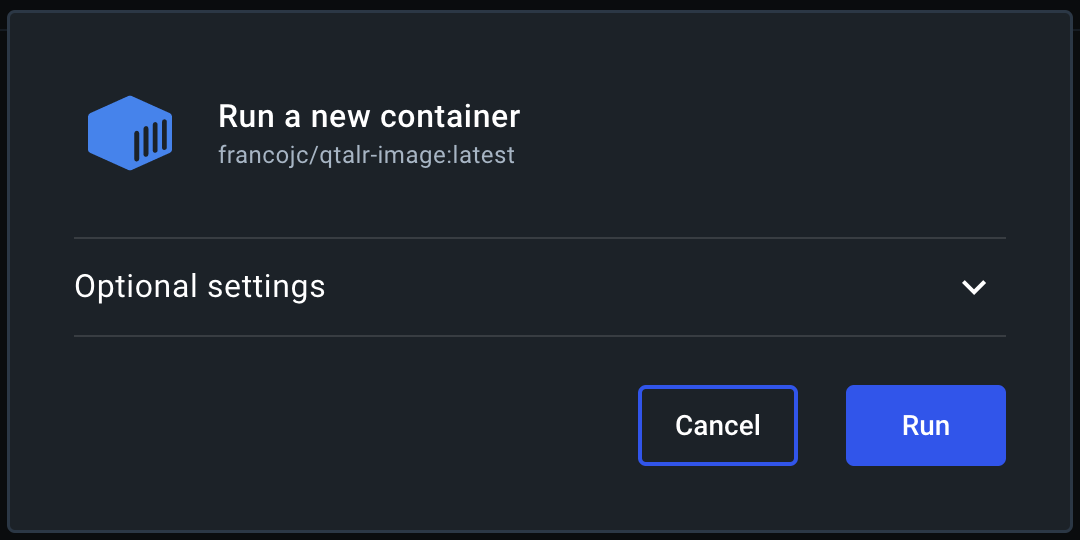 Run a new container
francojc/qtalr-image:latest
Optional settings
Cancel
Run